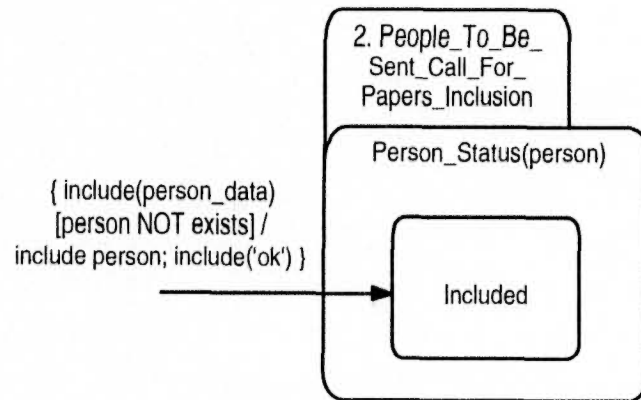 2. People_To_Be_
Sent_Call_For_
Papers_Inclusion
Person_Status(person)
{ include(person_data)
[person NOT exists] /
include person; include('ok') }
Included